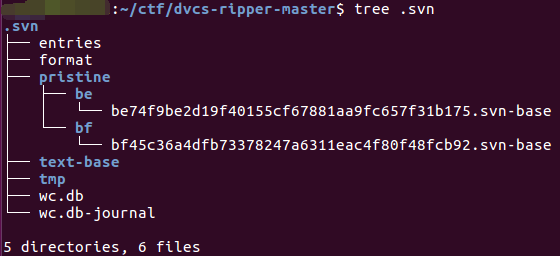 :~/ctf/dvcs-ripper-master$ tree .svn
.svn
├── entries
├── format
├── pristine
│   ├── be
│   │   └── be74f9be2d19f40155cf67881aa9fc657f31b175.svn-base
│   └── bf
│       └── bf45c36a4dfb73378247a6311eac4f80f48fcb92.svn-base
├── text-base
├── tmp
├── wc.db
└── wc.db-journal
5 directories, 6 files